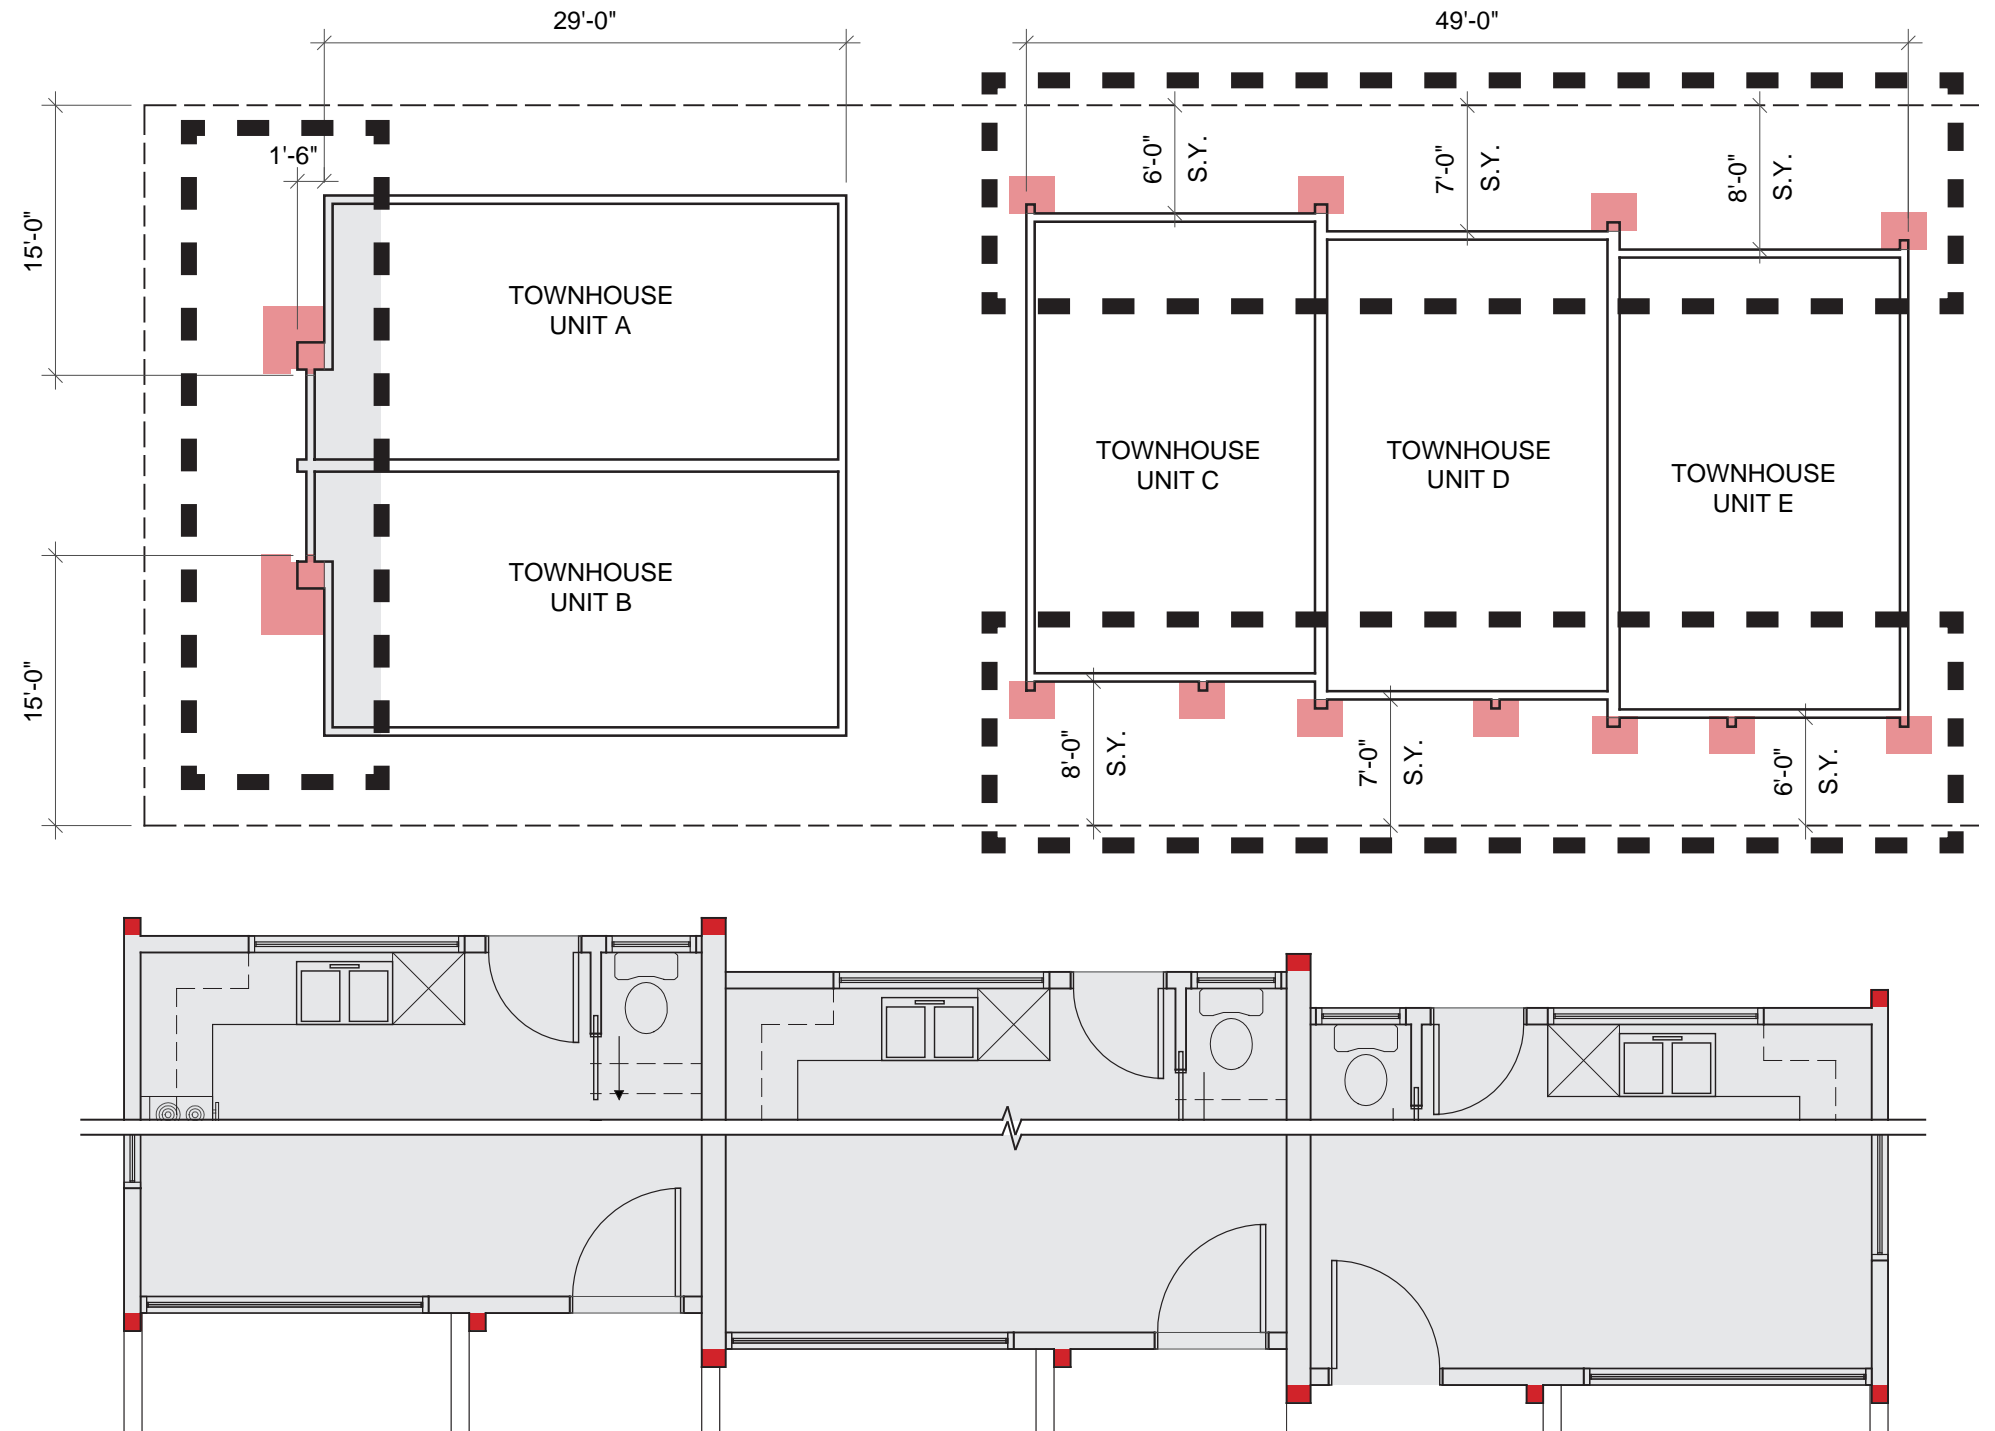 29'-0"
49'-0"
1'-6"
15'-0"
6'-0"
S.Y.
7'-0"
S.Y.
8'-0"
S.Y.
TOWNHOUSE
UNIT A
TOWNHOUSE
UNIT C
TOWNHOUSE
UNIT D
TOWNHOUSE
UNIT E
TOWNHOUSE
UNIT B
15'-0"
8'-0"
S.Y.
7'-0"
S.Y.
6'-0"
S.Y.